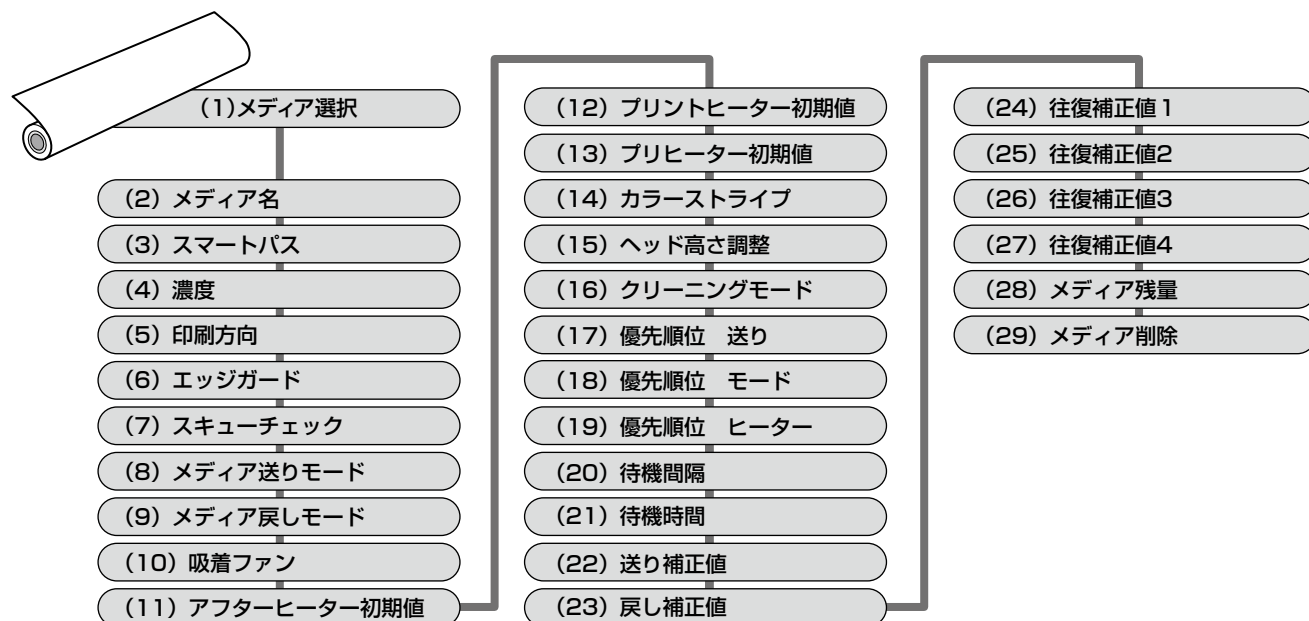 (1)メディア選択
(2) メディア名
(3) スマートパス
(4) 濃度
(5) 印刷方向
(6) エッジガード
(7) スキューチェック
(8) メディア送りモード
(9) メディア戻しモード
(10) 吸着ファン
(11) アフターヒーター初期値
(12) プリントヒーター初期値
(13) プリヒーター初期値
(14) カラーストライプ
(15) ヘッド高さ調整
(16) クリーニングモード
(17) 優先順位　送り
(18) 優先順位　モード
(19) 優先順位　ヒーター
(20) 待機間隔
(21) 待機時間
(22) 送り補正値
(23) 戻し補正値
(24) 往復補正値1
(25) 往復補正値2
(26) 往復補正値3
(27) 往復補正値4
(28) メディア残量
(29) メディア削除